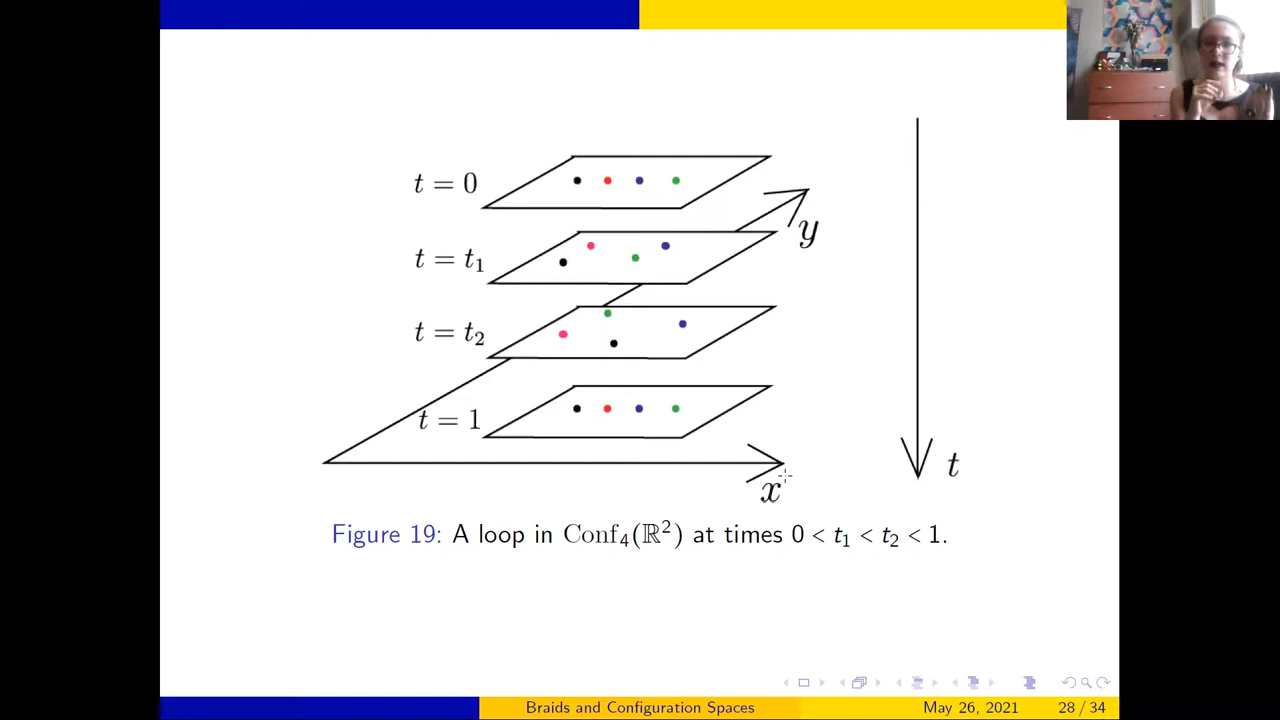 t = 0
t = t₁
y
t = t₂
t = 1
t
x
Figure 19: A loop in Conf₄(ℝ²) at times 0 < t₁ < t₂ < 1.
Braids and Configuration Spaces May 26, 2021 28 / 34